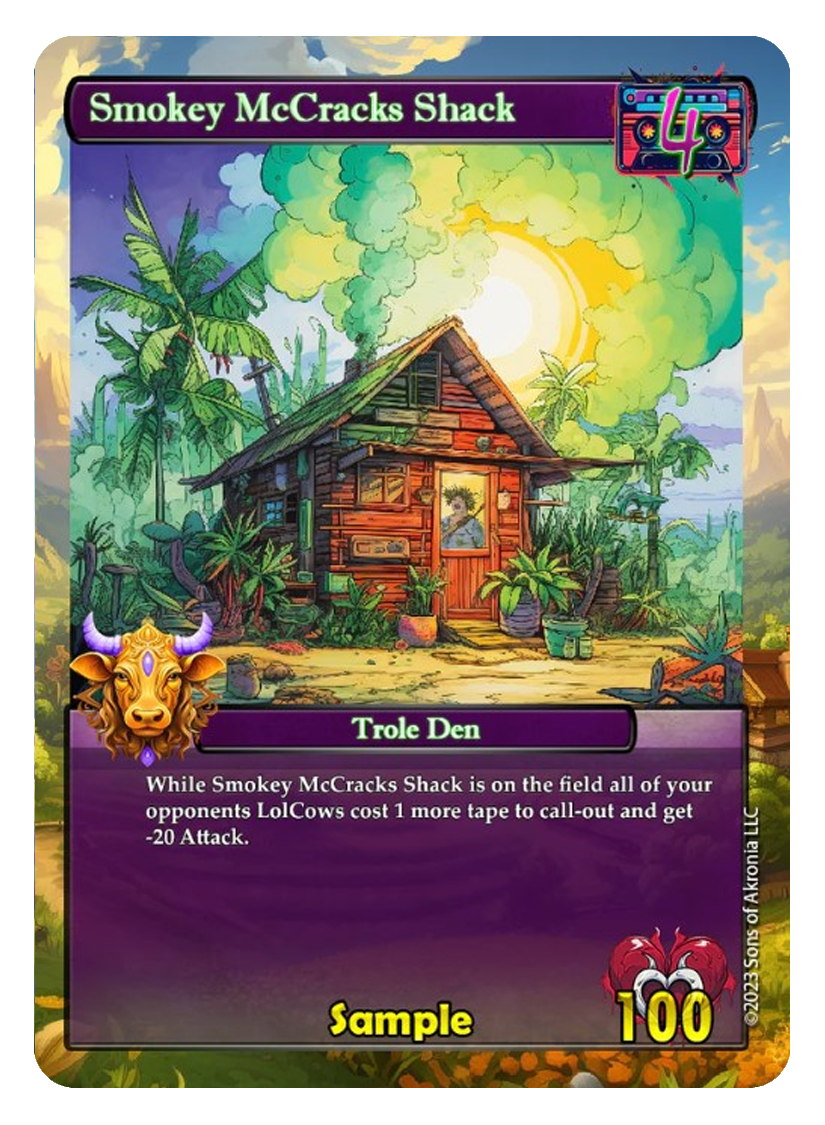 Smokey McCracks Shack
4
Trole Den
While Smokey McCracks Shack is on the field all of your
opponents LolCows cost 1 more tape to call-out and get
-20 Attack.
©2023 Sons of Akronia LLC
Sample
100